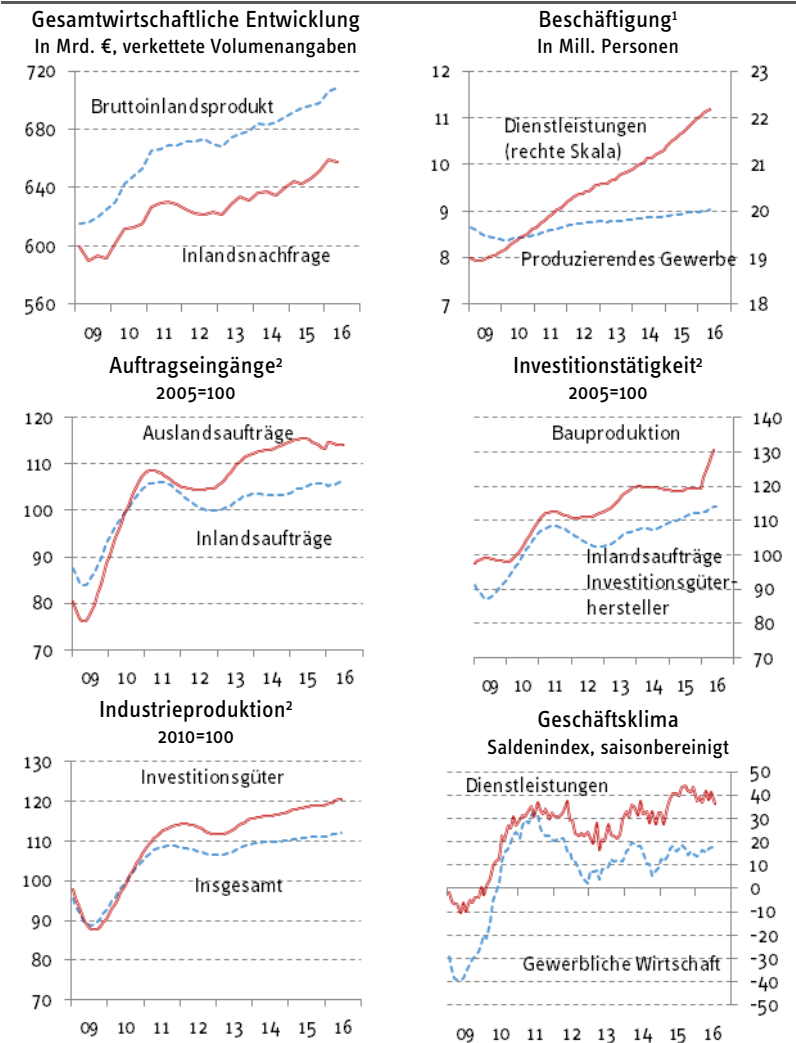 Gesamtwirtschaftliche Entwicklung
In Mrd. €, verkettete Volumenangaben
720
680
640
600
560
Bruttoinlandsprodukt
Inlandsnachfrage
09 10 11 12 13 14 15 16
Beschäftigung¹
In Mill. Personen
12
11
10
9
8
7
Dienstleistungen
(rechte Skala)
Produzierendes Gewerbe
23
22
21
20
19
18
09 10 11 12 13 14 15 16
Auftragseingänge²
2005=100
120
110
100
90
80
70
Auslandsaufträge
Inlandsaufträge
09 10 11 12 13 14 15 16
Investitionstätigkeit²
2005=100
Bauproduktion
Inlandsaufträge
Investitionsgüter-
hersteller
140
130
120
110
100
90
80
70
09 10 11 12 13 14 15 16
Industrieproduktion²
2010=100
130
120
110
100
90
80
70
Investitionsgüter
Insgesamt
09 10 11 12 13 14 15 16
Geschäftsklima
Saldenindex, saisonbereinigt
Dienstleistungen
Gewerbliche Wirtschaft
50
40
30
20
10
0
-10
-20
-30
-40
-50
09 10 11 12 13 14 15 16